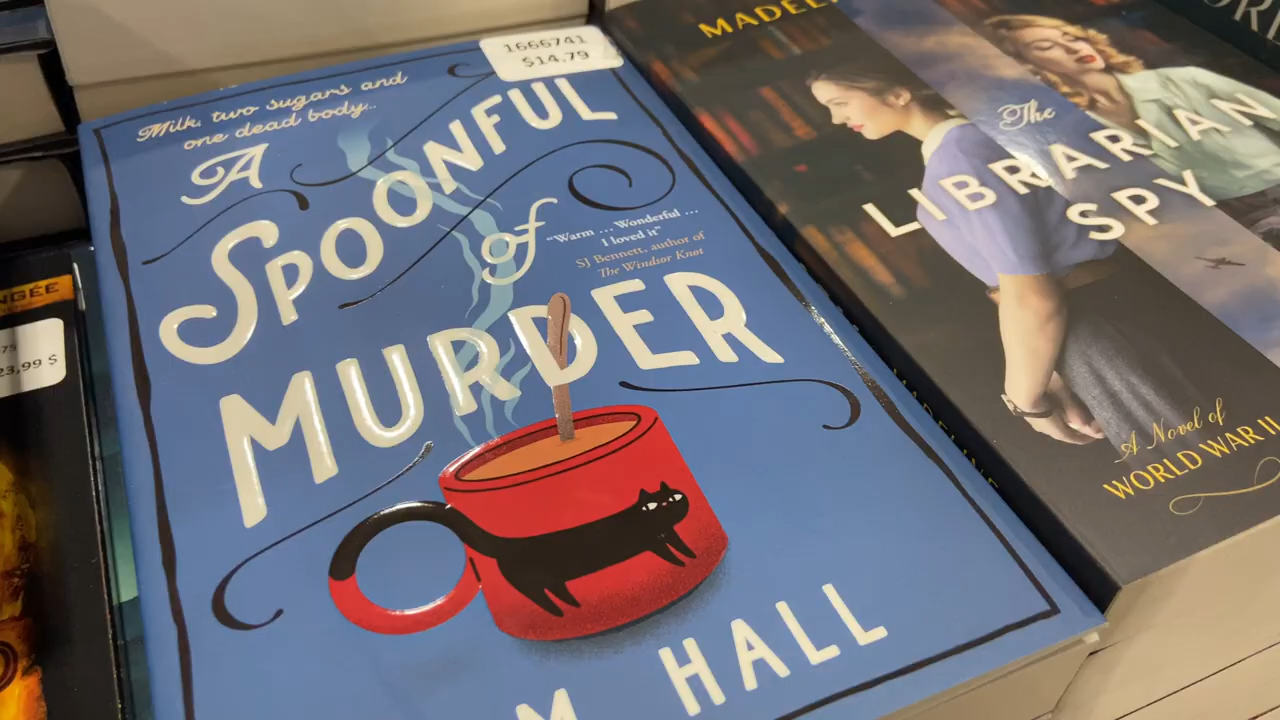 1666741
$14.79
Milk, two sugars and
one dead body..
A
SPOONFUL
of
"Warm ... Wonderful ...
I loved it"
SJ Bennett, author of
The Windsor Knot
MURDER
M HALL
The
LIBRARIAN
SPY
A Novel of
WORLD WAR II
NGÉE
23,99 $